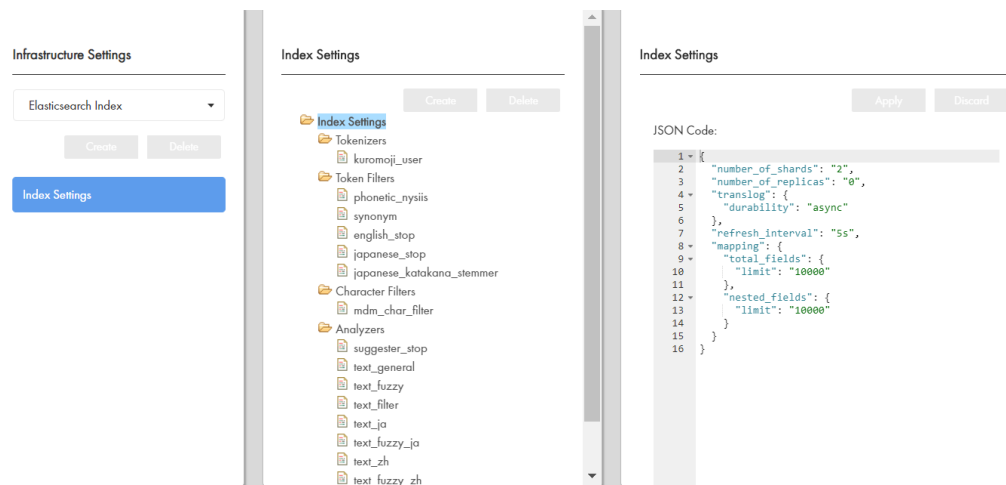 Infrastructure Settings
Elasticsearch Index
Create
Delete
Index Settings
Index Settings
Create
Delete
Index Settings
Tokenizers
kuromoji_user
Token Filters
phonetic_nysiis
synonym
english_stop
japanese_stop
japanese_katakana_stemmer
Character Filters
mdm_char_filter
Analyzers
suggester_stop
text_general
text_fuzzy
text_filter
text_ja
text_fuzzy_ja
text_zh
text_fuzzy_zh
Index Settings
Apply
Discard
JSON Code:
1 {
2 "number_of_shards": "2",
3 "number_of_replicas": "0",
4 "translog": {
5 "durability": "async"
6 },
7 "refresh_interval": "5s",
8 "mapping": {
9 "total_fields": {
10 "limit": "10000"
11 },
12 "nested_fields": {
13 "limit": "10000"
14 }
15 }
16 }